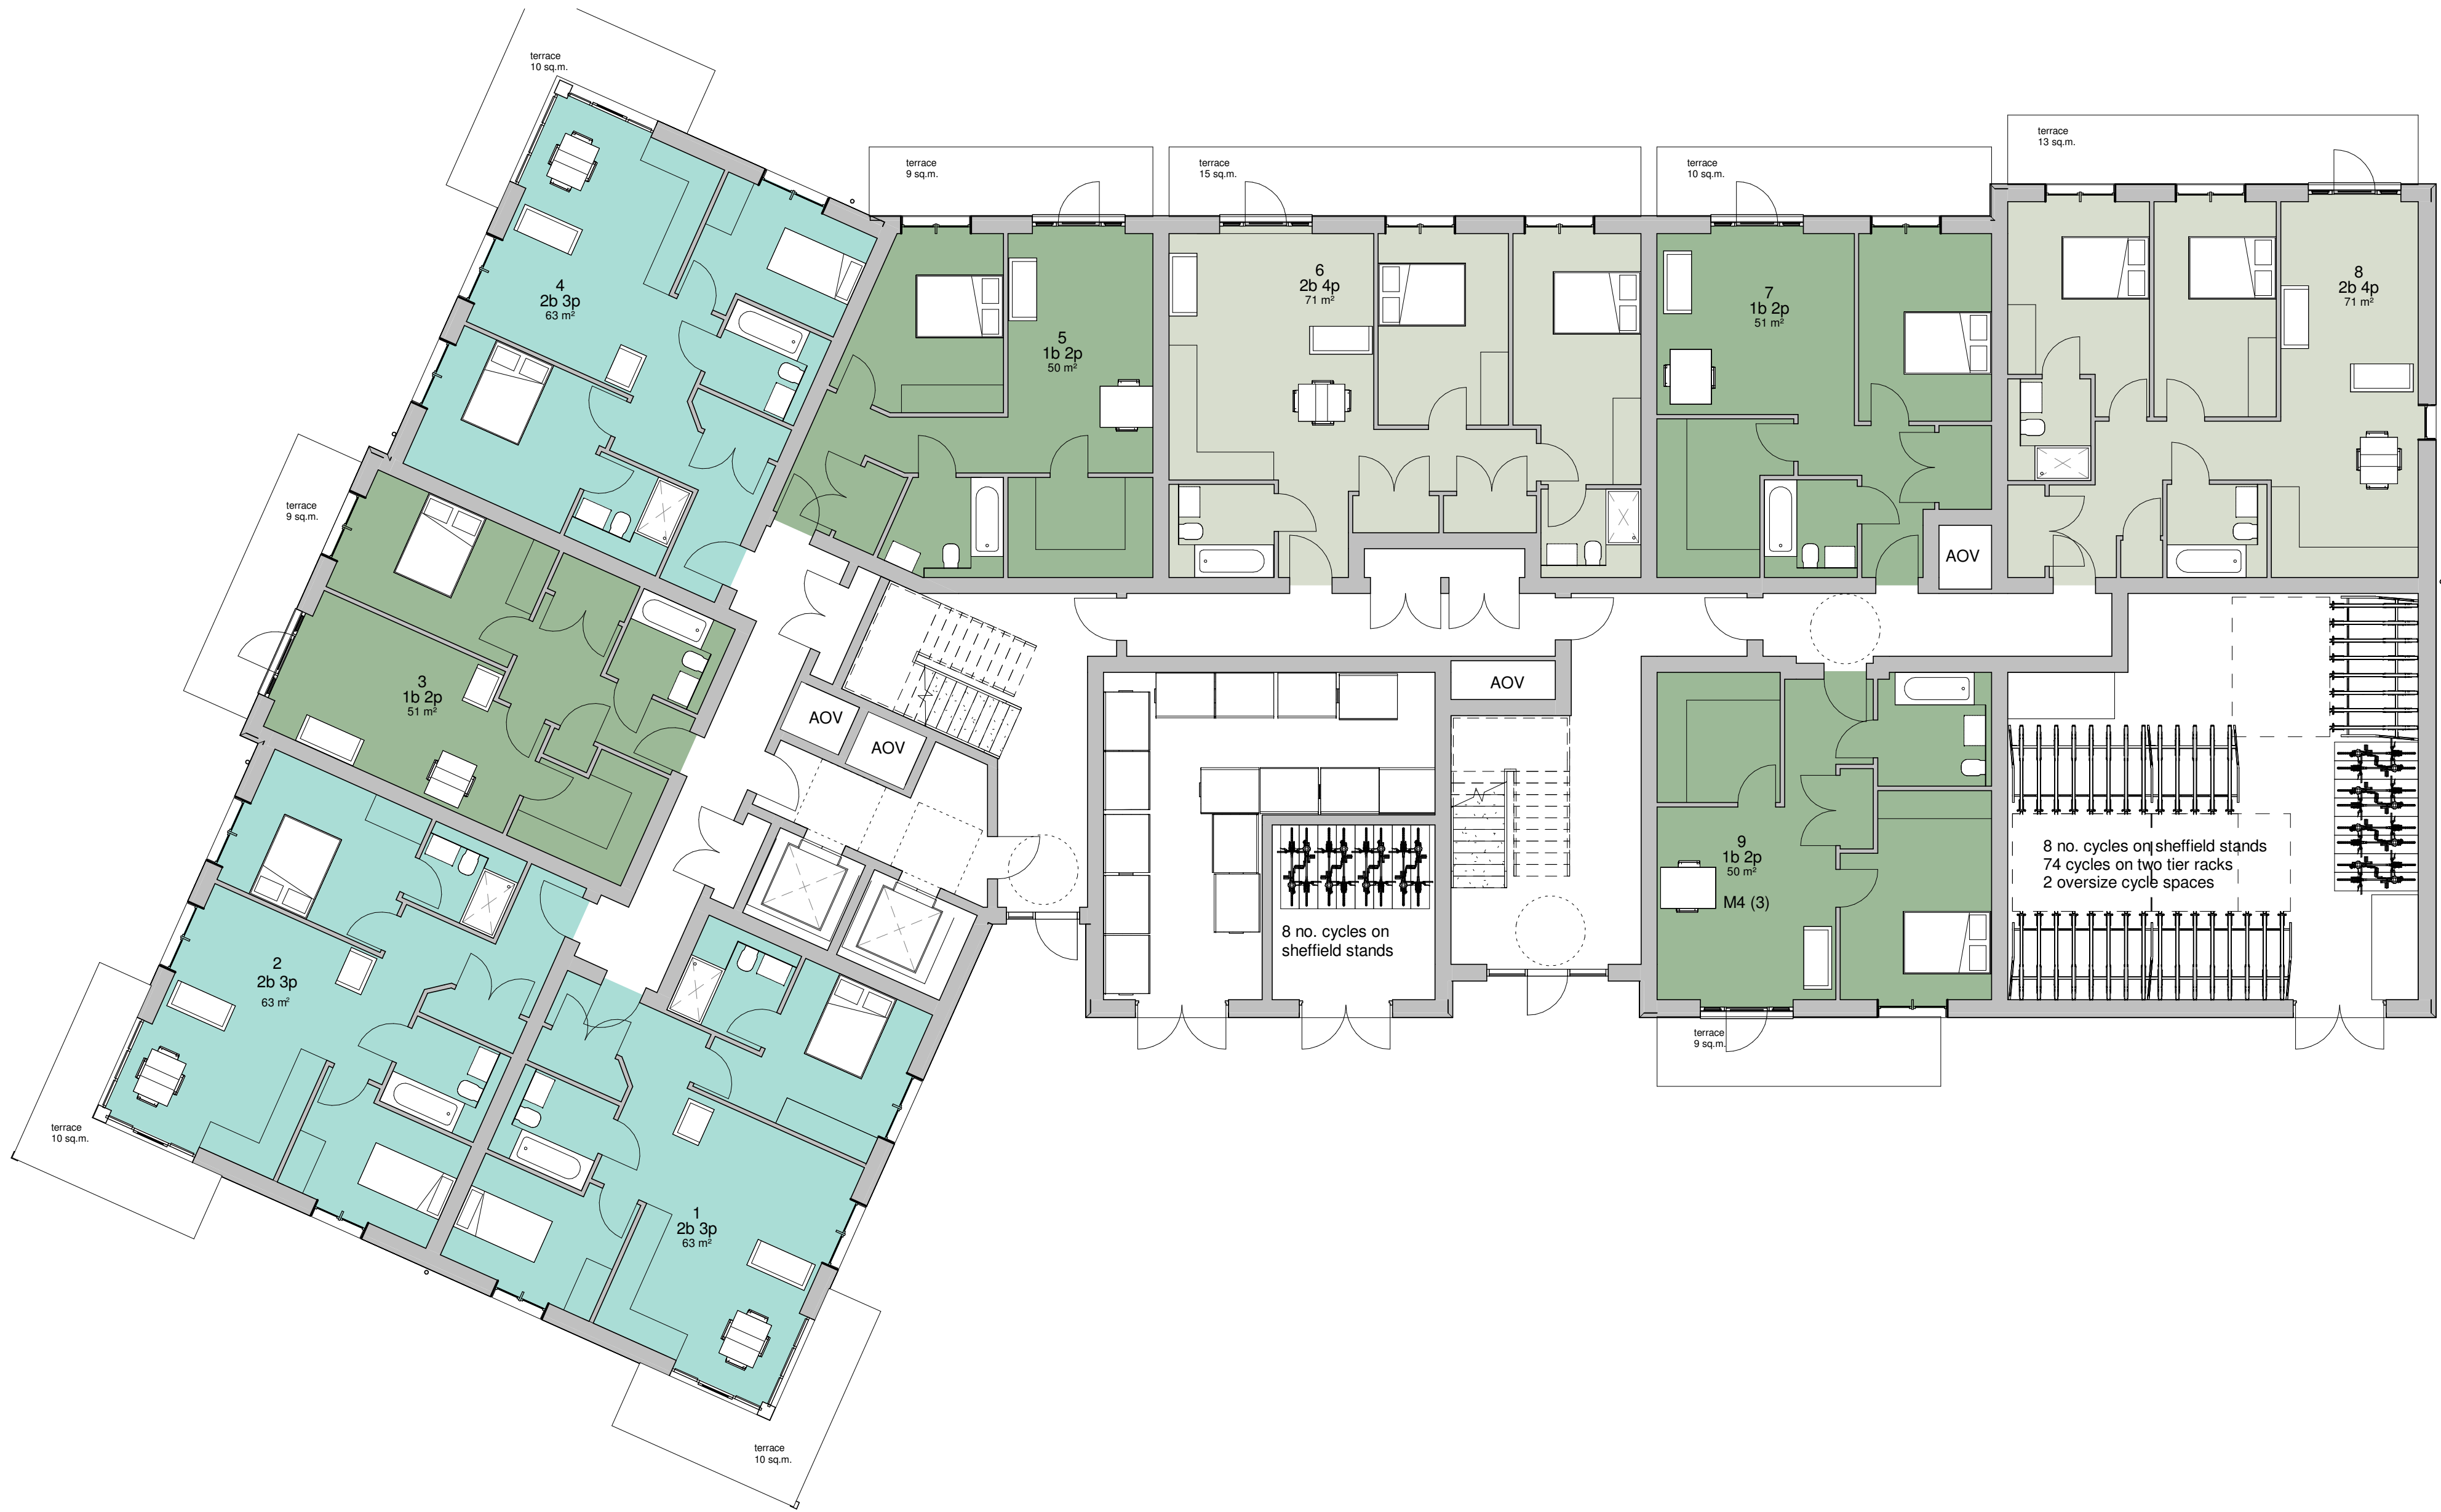 terrace
10 sq.m.
terrace
9 sq.m.
terrace
15 sq.m.
terrace
10 sq.m.
terrace
13 sq.m.
4
2b 3p
63 m²
5
1b 2p
50 m²
6
2b 4p
71 m²
7
1b 2p
51 m²
8
2b 4p
71 m²
terrace
9 sq.m.
AOV
3
1b 2p
51 m²
AOV
AOV
AOV
9
1b 2p
50 m²
M4 (3)
8 no. cycles on sheffield stands
74 cycles on two tier racks
2 oversize cycle spaces
8 no. cycles on
sheffield stands
2
2b 3p
63 m²
terrace
9 sq.m.
terrace
10 sq.m.
1
2b 3p
63 m²
terrace
10 sq.m.